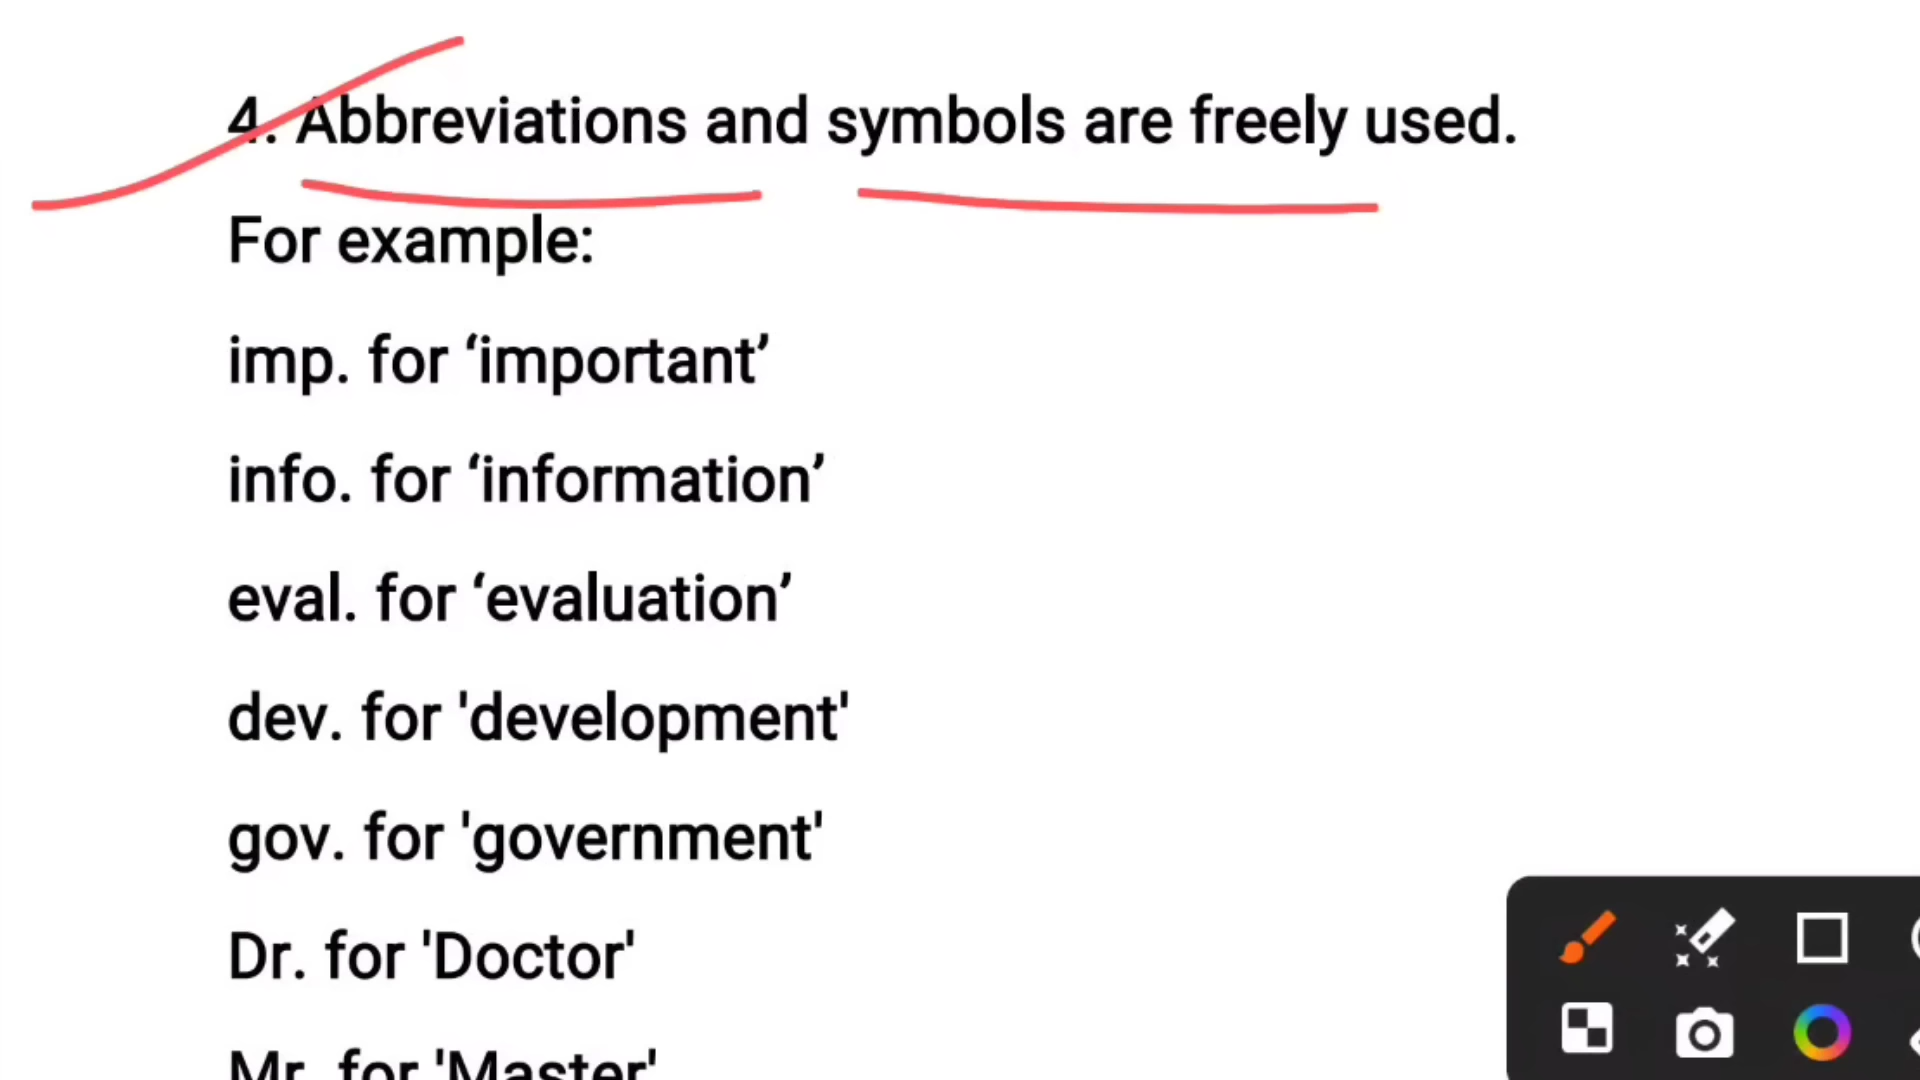 4. Abbreviations and symbols are freely used.
For example:
imp. for ‘important’
info. for ‘information’
eval. for ‘evaluation’
dev. for 'development'
gov. for 'government'
Dr. for 'Doctor'
Mr. for 'Master'